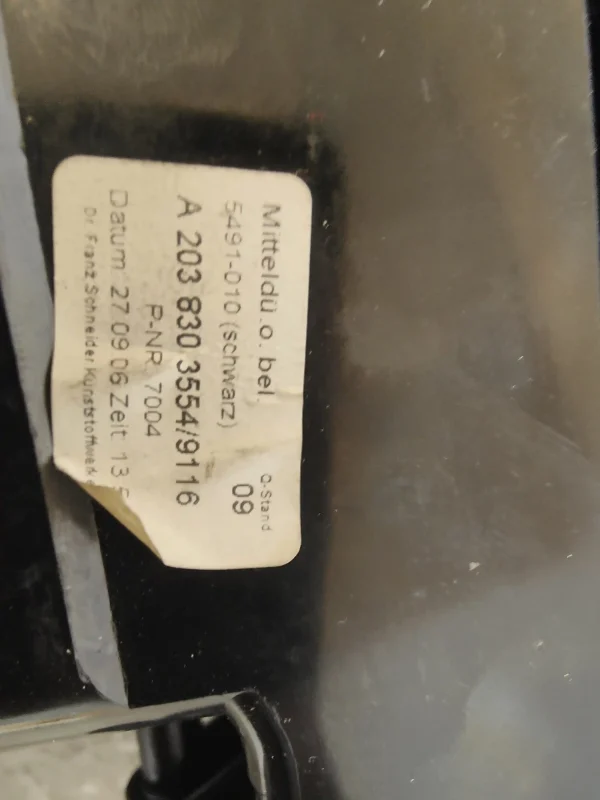 Mitteldü.o. bel.
5491-010 (schwarz)
Q-Stand
09
A 203 830 3554/9116
P-NR. 7004
Datum 27 09 06 Zeit 13
Dr. Franz Schneider